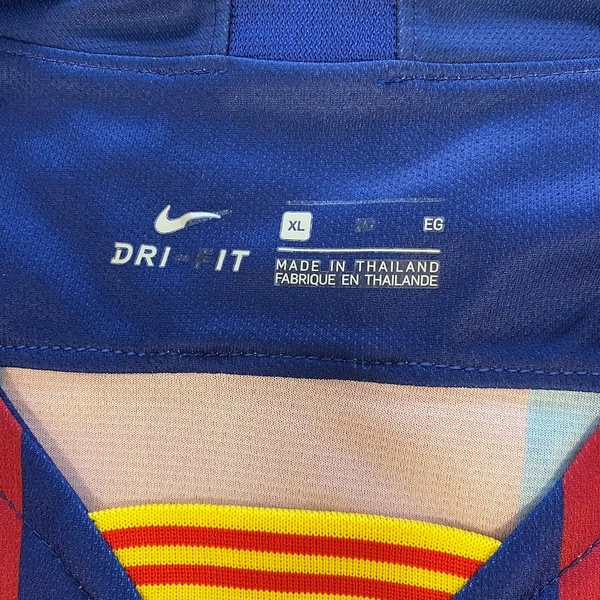 DRI-FIT
XL EG
MADE IN THAILAND
FABRIQUE EN THAILANDE